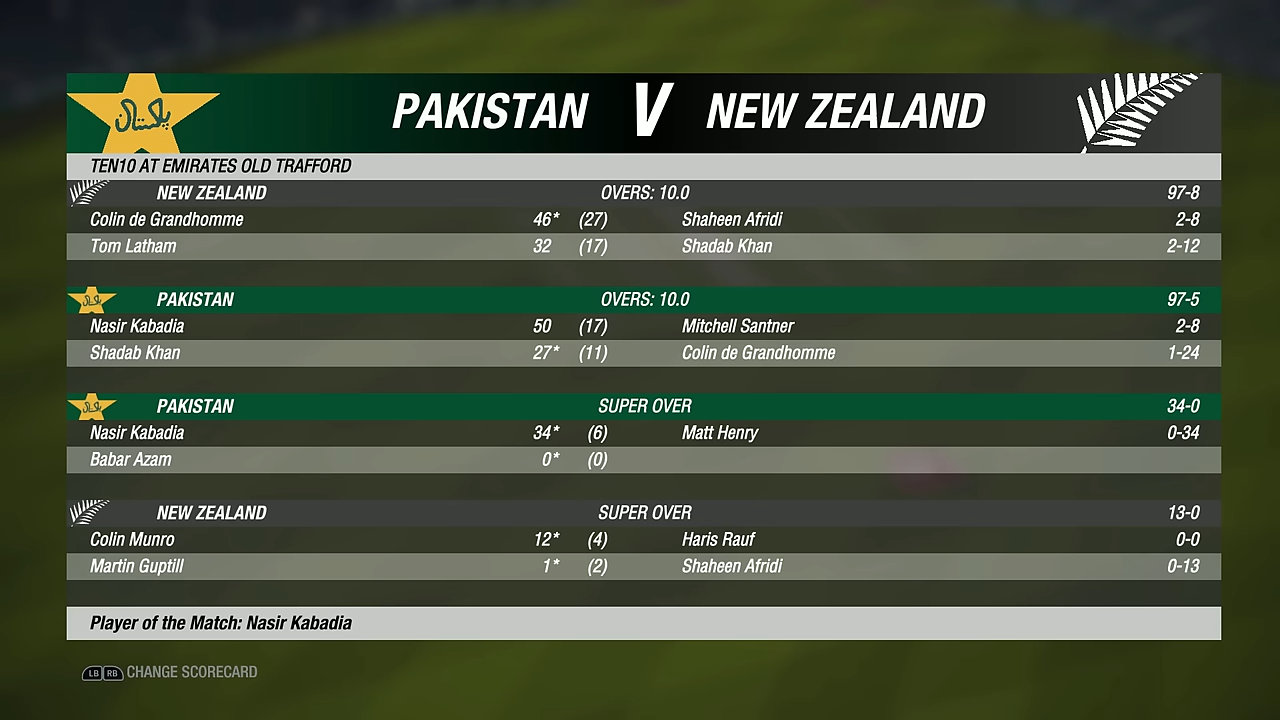 PAKISTAN V NEW ZEALAND
پاکستان
TEN10 AT EMIRATES OLD TRAFFORD
NEW ZEALAND OVERS: 10.0 97-8
Colin de Grandhomme 46* (27) Shaheen Afridi 2-8
Tom Latham 32 (17) Shadab Khan 2-12
PAKISTAN OVERS: 10.0 97-5
Nasir Kabadia 50 (17) Mitchell Santner 2-8
Shadab Khan 27* (11) Colin de Grandhomme 1-24
PAKISTAN SUPER OVER 34-0
Nasir Kabadia 34* (6) Matt Henry 0-34
Babar Azam 0* (0)
NEW ZEALAND SUPER OVER 13-0
Colin Munro 12* (4) Haris Rauf 0-0
Martin Guptill 1* (2) Shaheen Afridi 0-13
Player of the Match: Nasir Kabadia
LB RB CHANGE SCORECARD